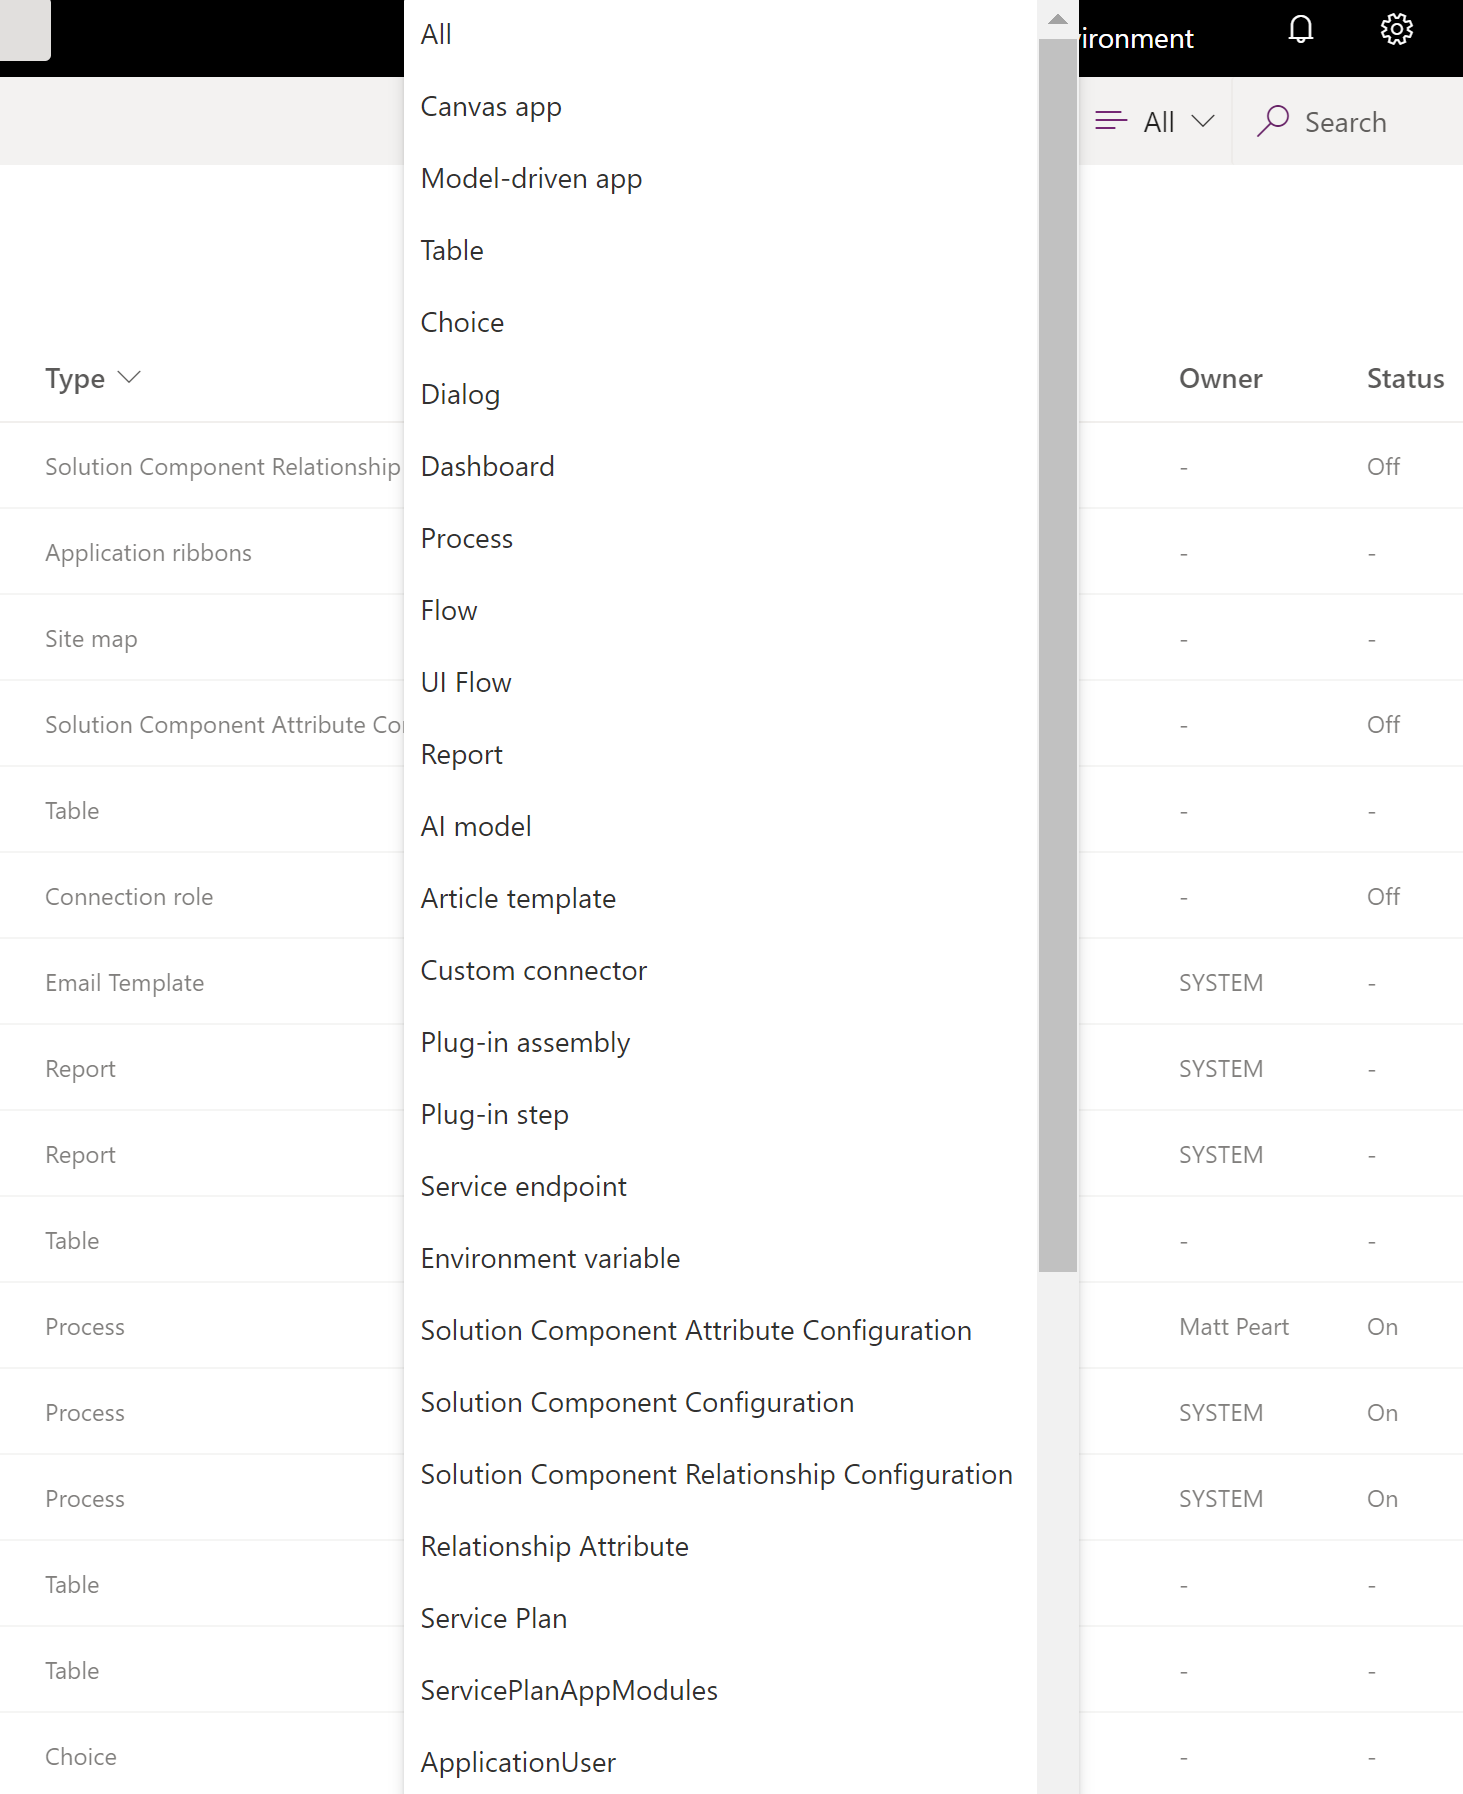 All
Canvas app
Model-driven app
Table
Choice
Dialog
Dashboard
Process
Flow
UI Flow
Report
AI model
Article template
Custom connector
Plug-in assembly
Plug-in step
Service endpoint
Environment variable
Solution Component Attribute Configuration
Solution Component Configuration
Solution Component Relationship Configuration
Relationship Attribute
Service Plan
ServicePlanAppModules
ApplicationUser
All Search
Type Owner Status
Solution Component Relationship - Off
Application ribbons - -
Site map - -
Solution Component Attribute - Off
Table - -
Connection role - Off
Email Template SYSTEM -
Report SYSTEM -
Report SYSTEM -
Table - -
Process Matt Peart On
Process SYSTEM On
Process SYSTEM On
Table - -
Table - -
Choice - -